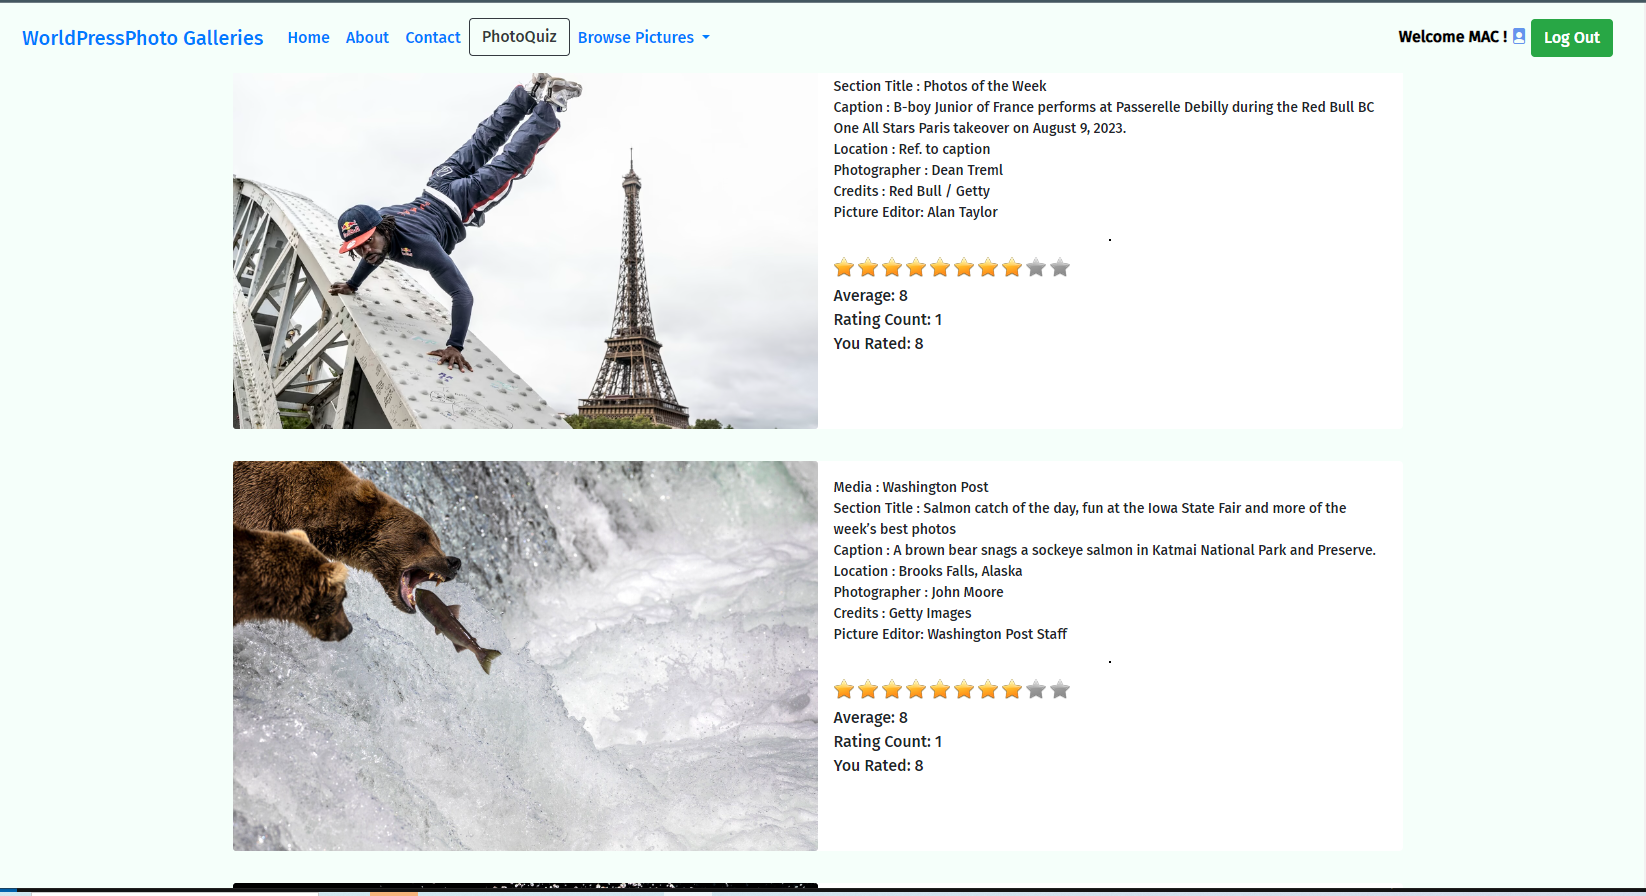 WorldPressPhoto Galleries Home About Contact PhotoQuiz Browse Pictures Welcome MAC ! Log Out
Section Title : Photos of the Week
Caption : B-boy Junior of France performs at Passerelle Debilly during the Red Bull BC
One All Stars Paris takeover on August 9, 2023.
Location : Ref. to caption
Photographer : Dean Treml
Credits : Red Bull / Getty
Picture Editor: Alan Taylor
.
Average: 8
Rating Count: 1
You Rated: 8
Media : Washington Post
Section Title : Salmon catch of the day, fun at the Iowa State Fair and more of the
week’s best photos
Caption : A brown bear snags a sockeye salmon in Katmai National Park and Preserve.
Location : Brooks Falls, Alaska
Photographer : John Moore
Credits : Getty Images
Picture Editor: Washington Post Staff
.
Average: 8
Rating Count: 1
You Rated: 8